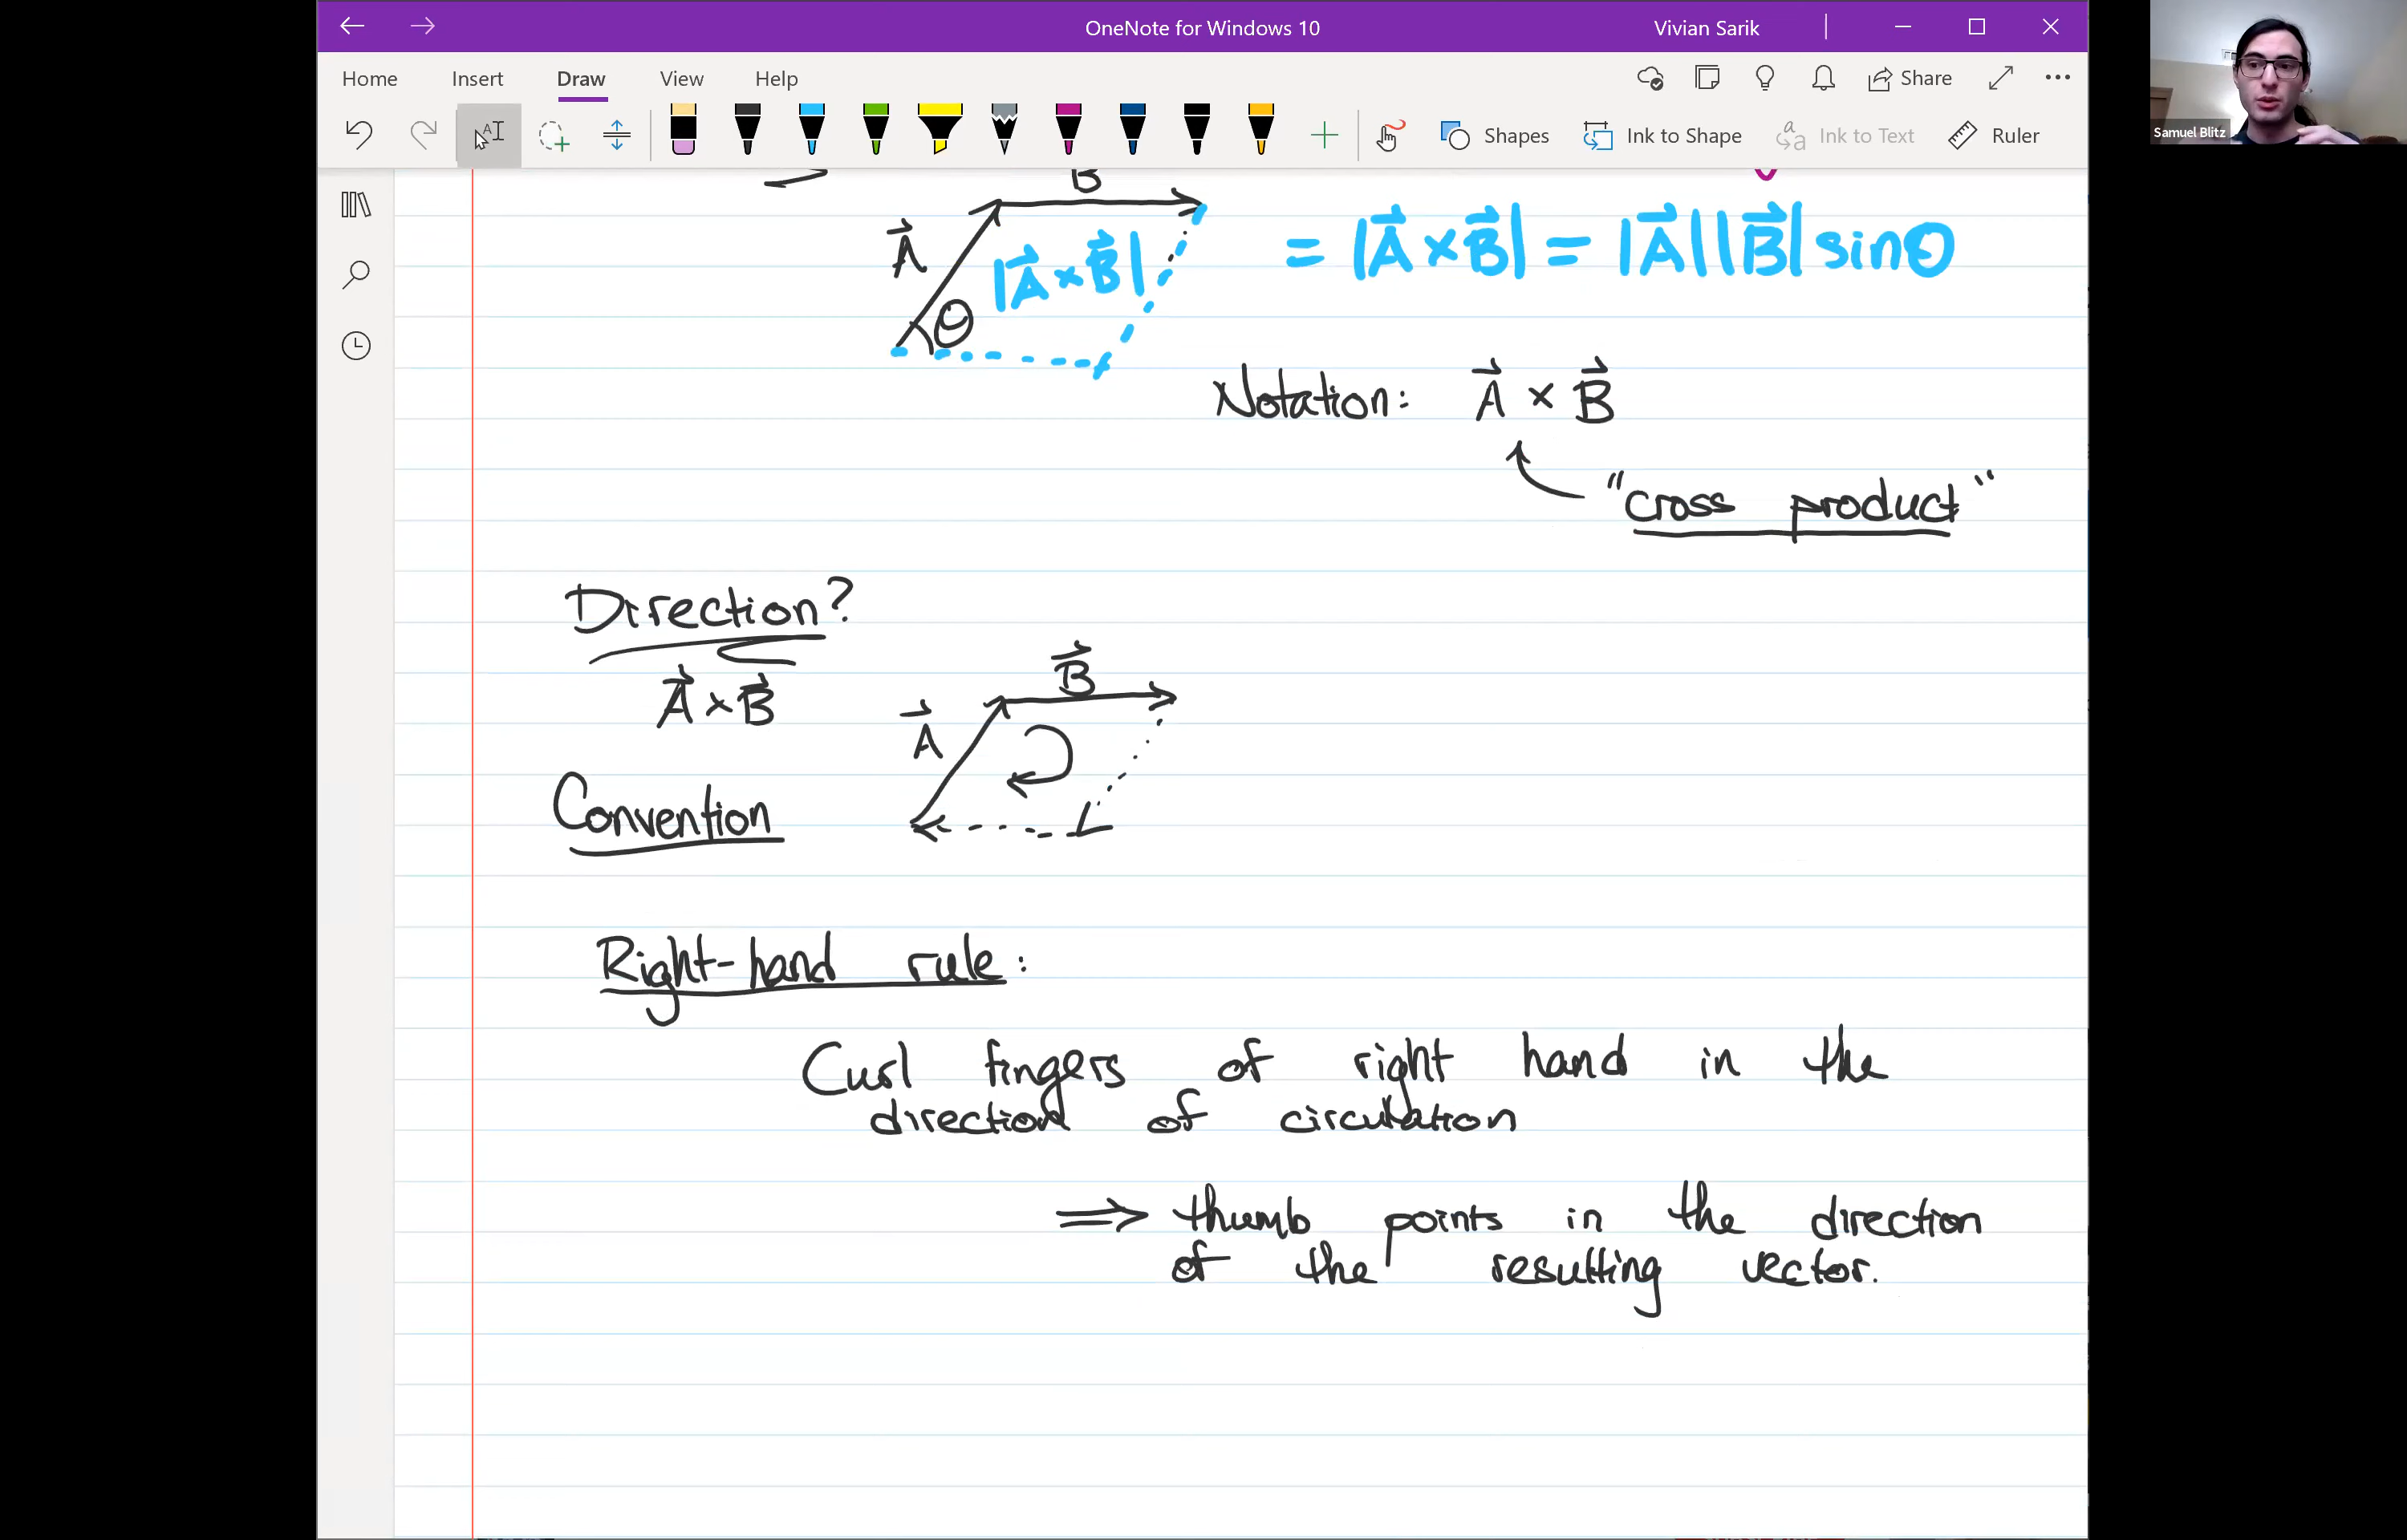 OneNote for Windows 10
Vivian Sarik
Home Insert Draw View Help
Share
Shapes Ink to Shape Ink to Text Ruler
Samuel Blitz
B
A⃗
|A⃗ × B⃗|
θ
= |A⃗ × B⃗| = |A⃗||B⃗| sinθ
Notation: A⃗ × B⃗
"cross product"
Direction?
A⃗ × B⃗
B⃗
A⃗
Convention
Right-hand rule:
Curl fingers of right hand in the
direction of circulation
⇒ thumb points in the direction
of the resulting vector.